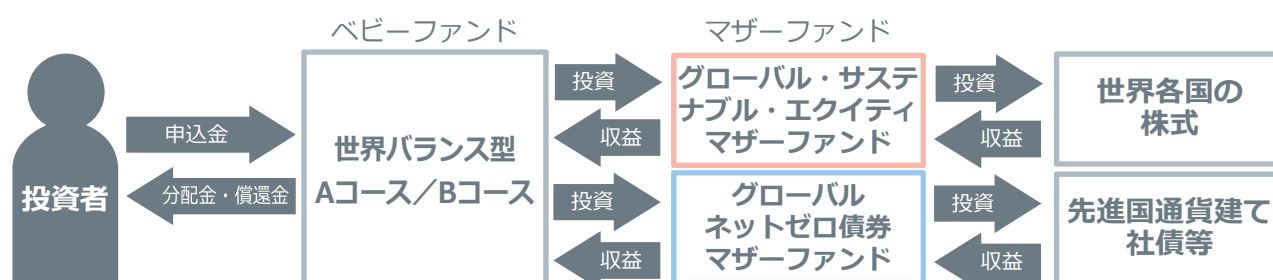 ベビーファンド
マザーファンド
投資者
申込金
分配金・償還金
世界バランス型
Aコース／Bコース
投資
収益
グローバル・サステ
ナブル・エクイティ
マザーファンド
投資
収益
世界各国の
株式
投資
収益
グローバル
ネットゼロ債券
マザーファンド
投資
収益
先進国通貨建て
社債等